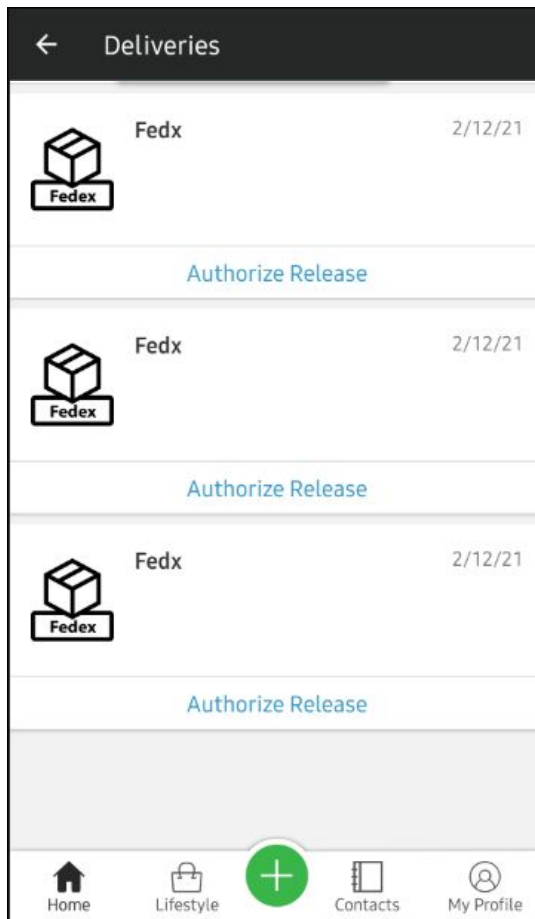 Deliveries
Fedx 2/12/21
Fedex
Authorize Release
Fedx 2/12/21
Fedex
Authorize Release
Fedx 2/12/21
Fedex
Authorize Release
Home Lifestyle Contacts My Profile